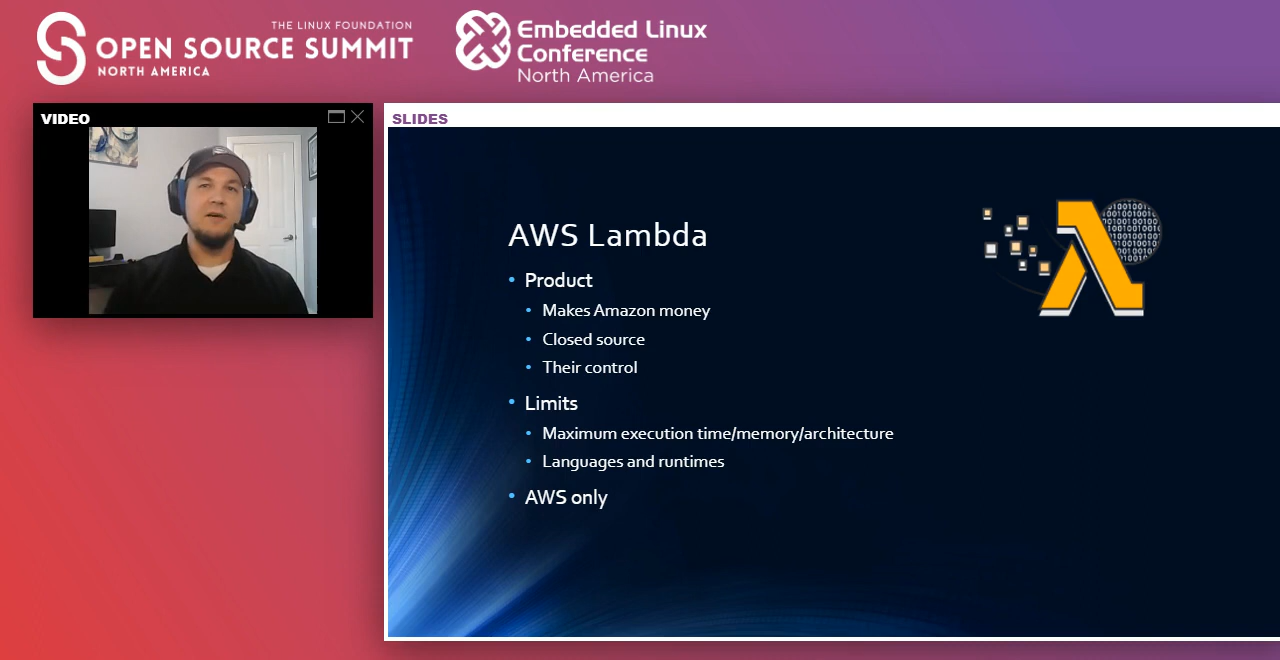 THE LINUX FOUNDATION
OPEN SOURCE SUMMIT
NORTH AMERICA
Embedded Linux
Conference
North America
VIDEO
SLIDES
AWS Lambda
• Product
• Makes Amazon money
• Closed source
• Their control
• Limits
• Maximum execution time/memory/architecture
• Languages and runtimes
• AWS only